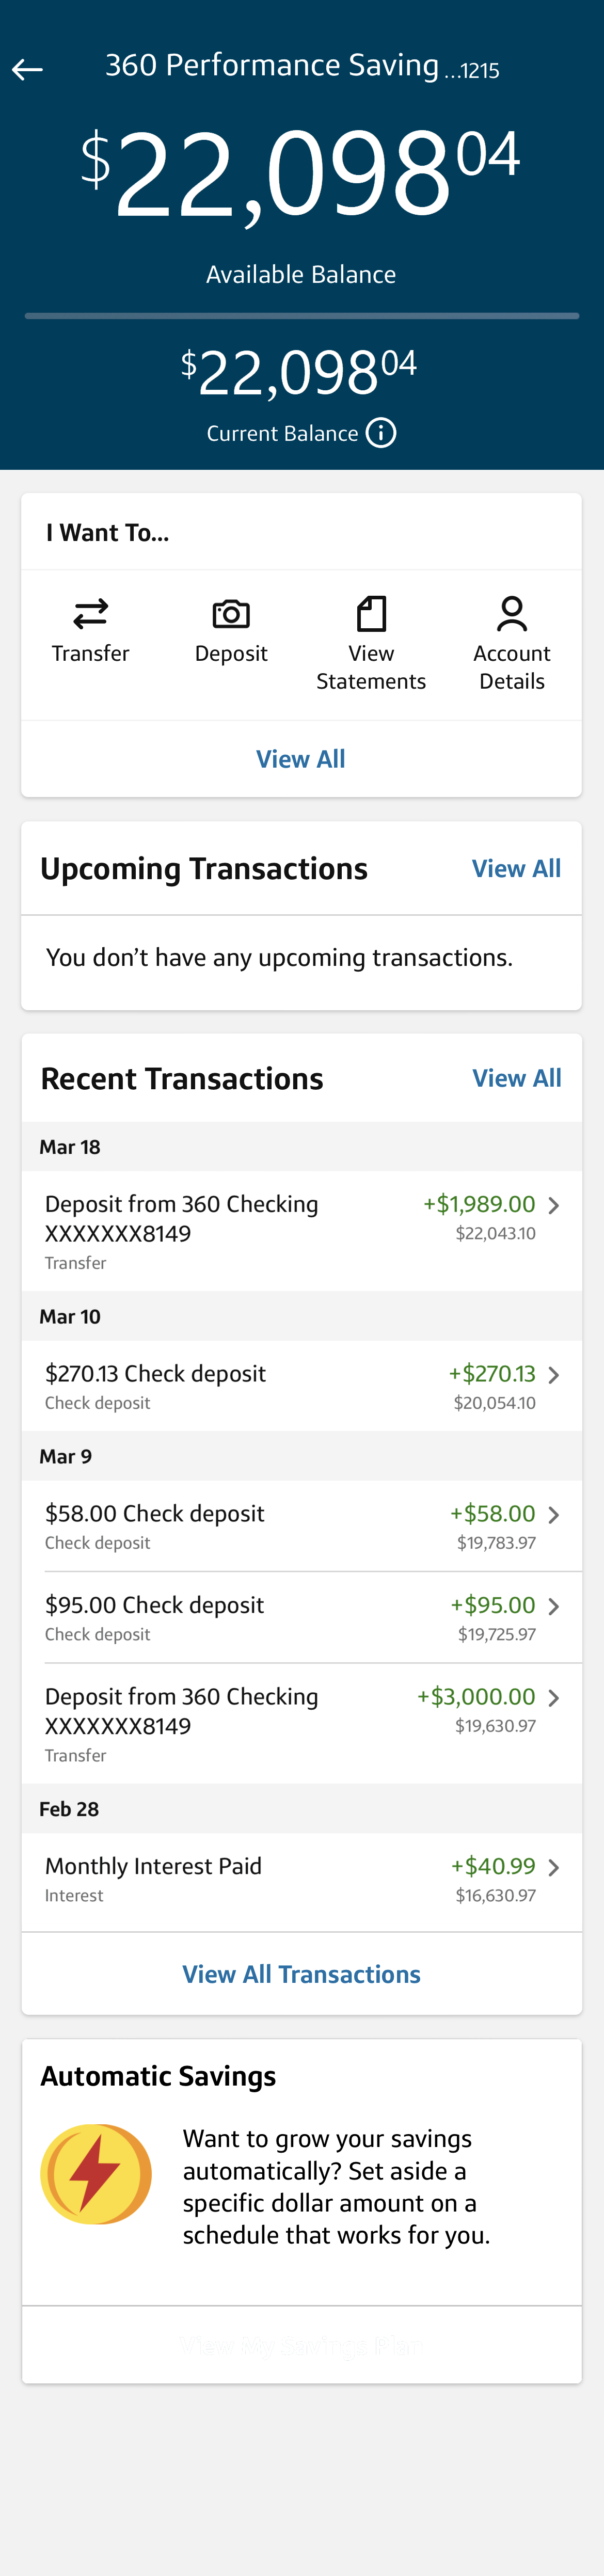 360 Performance Saving ...1215
$22,098.04
Available Balance
$22,098.04
Current Balance
I Want To...
Transfer
Deposit
View
Statements
Account
Details
View All
Upcoming Transactions View All
You don’t have any upcoming transactions.
Recent Transactions View All
Mar 18
Deposit from 360 Checking +$1,989.00
XXXXXXX8149 $22,043.10
Transfer
Mar 10
$270.13 Check deposit +$270.13
Check deposit $20,054.10
Mar 9
$58.00 Check deposit +$58.00
Check deposit $19,783.97
$95.00 Check deposit +$95.00
Check deposit $19,725.97
Deposit from 360 Checking +$3,000.00
XXXXXXX8149 $19,630.97
Transfer
Feb 28
Monthly Interest Paid +$40.99
Interest $16,630.97
View All Transactions
Automatic Savings
Want to grow your savings
automatically? Set aside a
specific dollar amount on a
schedule that works for you.
View My Savings Plan